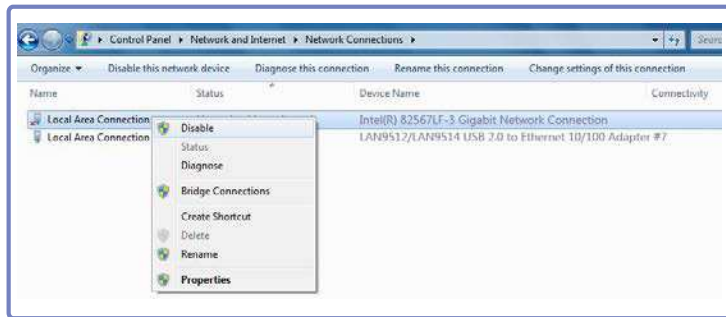 Control Panel ▸ Network and Internet ▸ Network Connections ▸
Organize ▾ Disable this network device Diagnose this connection Rename this connection Change settings of this connection
Name Status Device Name Connectivity
Local Area Connection Intel(R) 82567LF-3 Gigabit Network Connection
Local Area Connection LAN9512/LAN9514 USB 2.0 to Ethernet 10/100 Adapter #7
Disable
Status
Diagnose
Bridge Connections
Create Shortcut
Delete
Rename
Properties